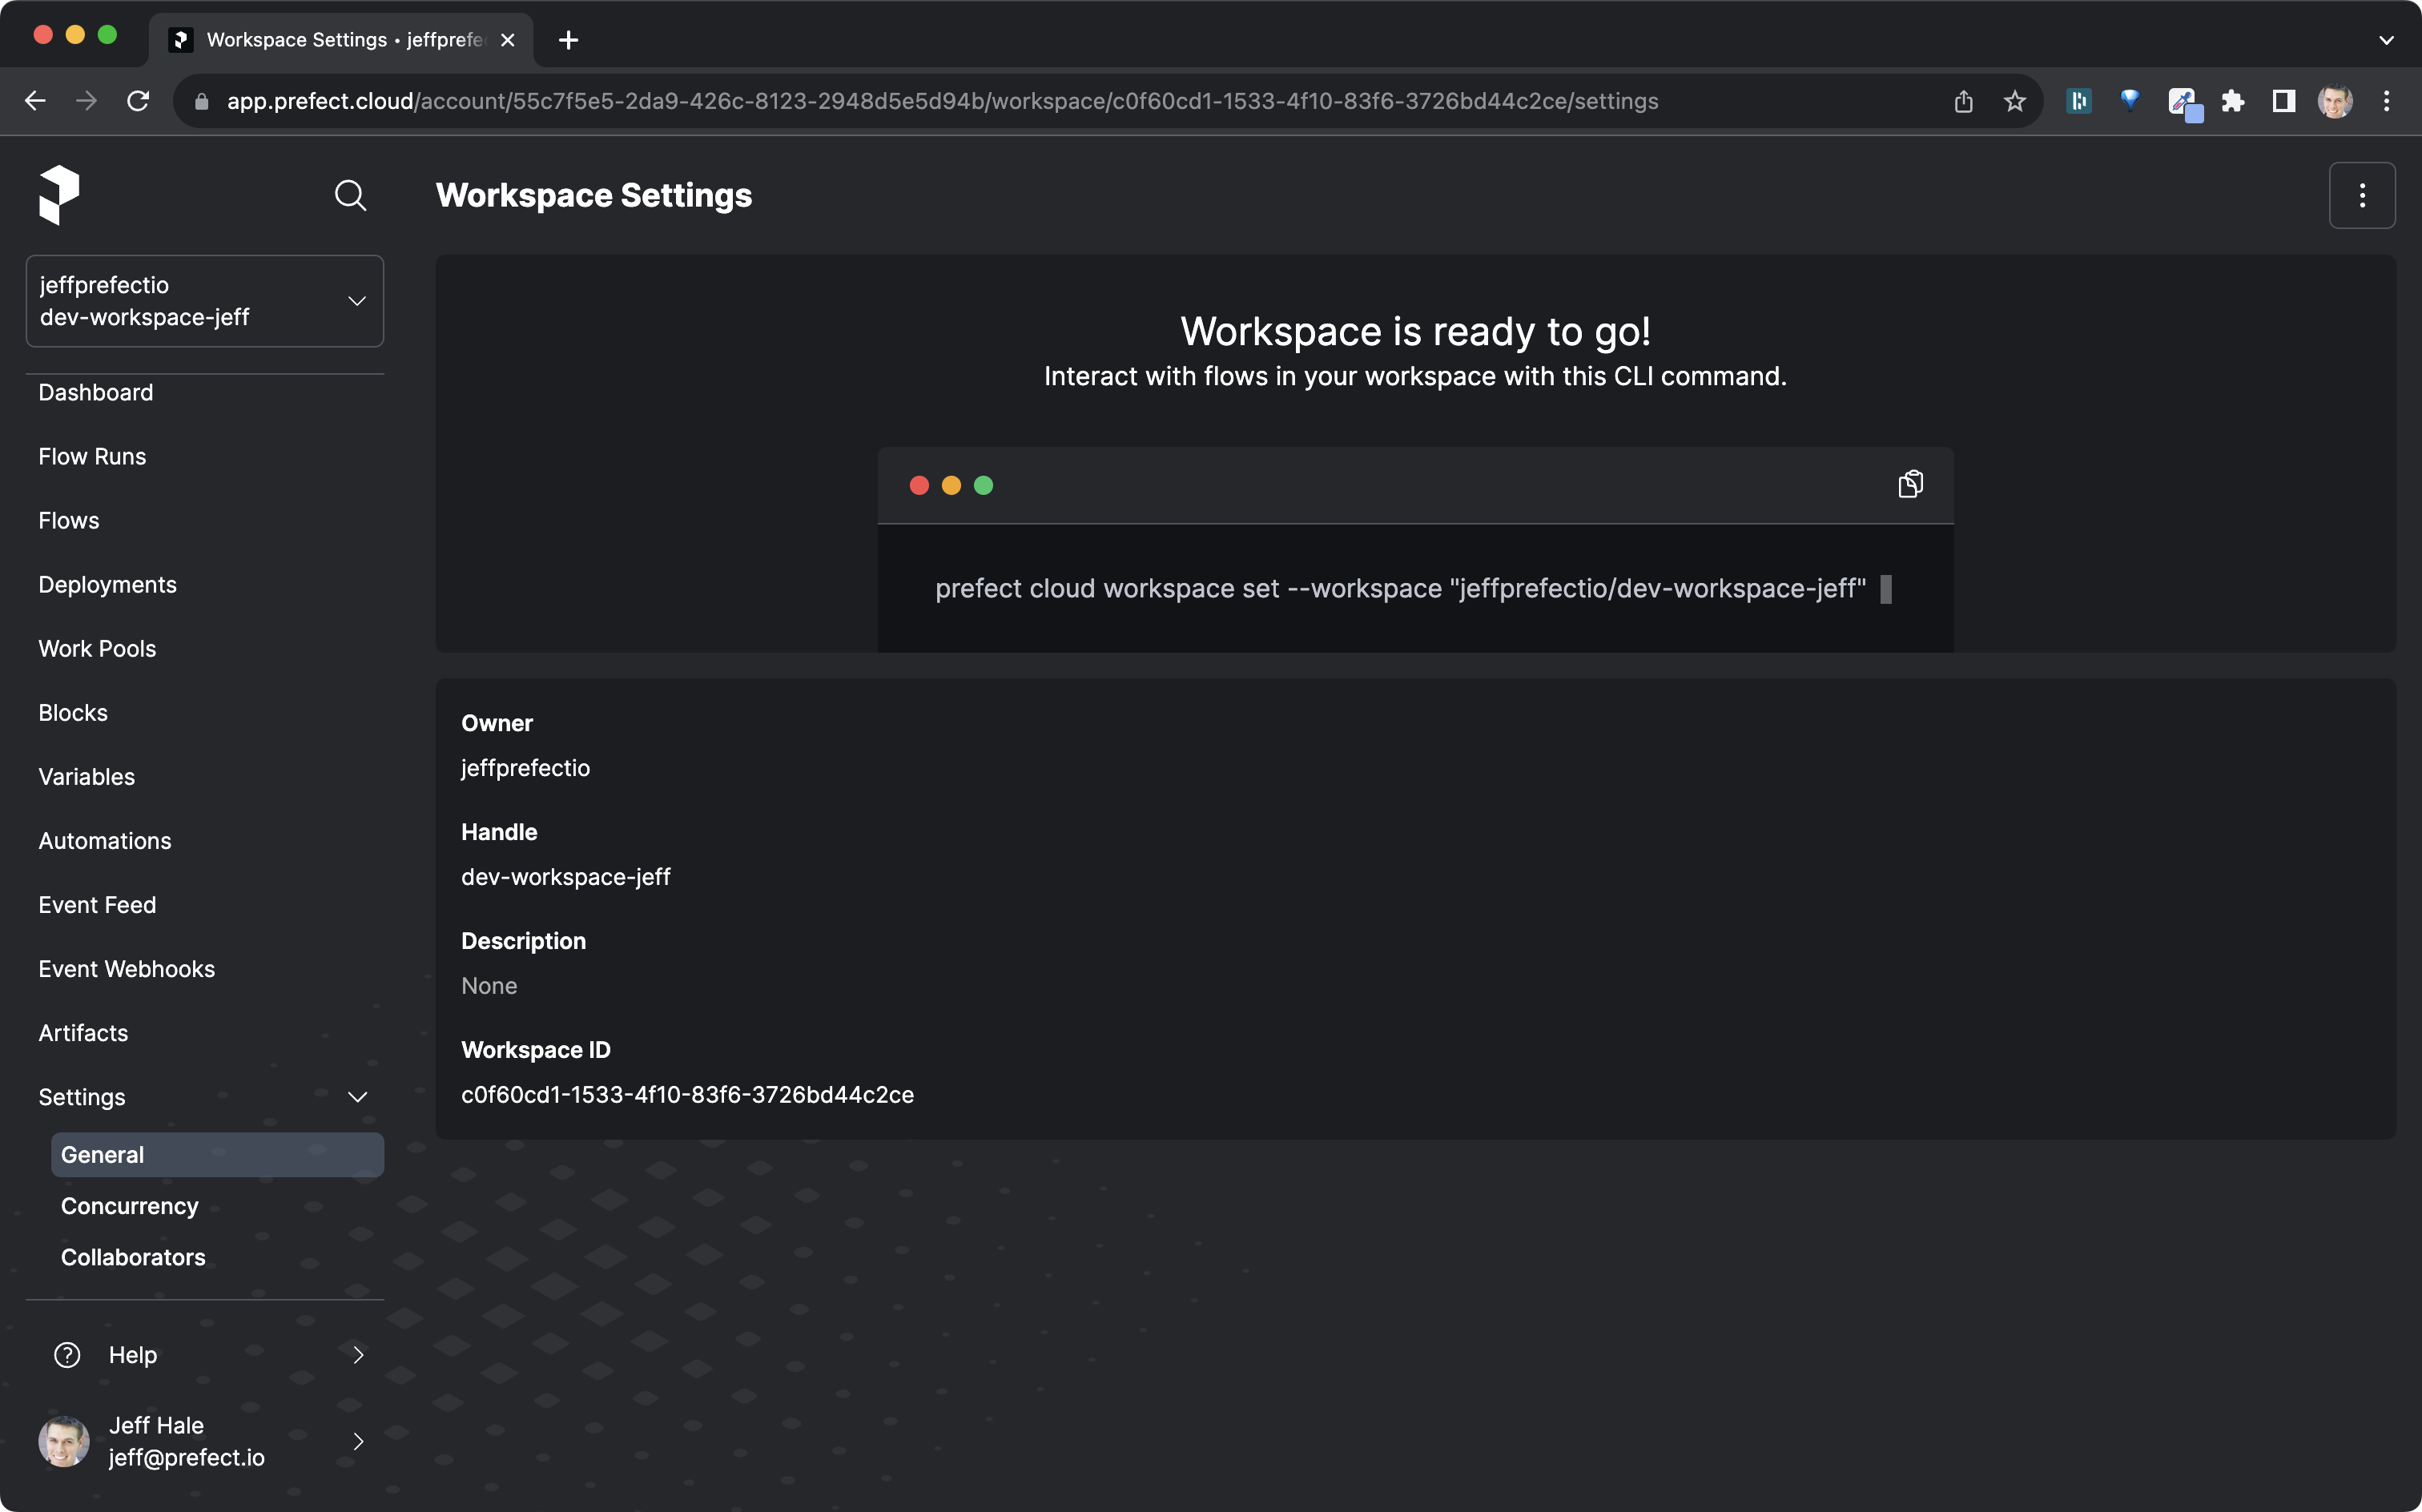 Workspace Settings • jeffprefe
app.prefect.cloud/account/55c7f5e5-2da9-426c-8123-2948d5e5d94b/workspace/c0f60cd1-1533-4f10-83f6-3726bd44c2ce/settings
jeffprefectio
dev-workspace-jeff
Dashboard
Flow Runs
Flows
Deployments
Work Pools
Blocks
Variables
Automations
Event Feed
Event Webhooks
Artifacts
Settings
General
Concurrency
Collaborators
Help
Jeff Hale
jeff@prefect.io
Workspace Settings
Workspace is ready to go!
Interact with flows in your workspace with this CLI command.
prefect cloud workspace set --workspace "jeffprefectio/dev-workspace-jeff"
Owner
jeffprefectio
Handle
dev-workspace-jeff
Description
None
Workspace ID
c0f60cd1-1533-4f10-83f6-3726bd44c2ce